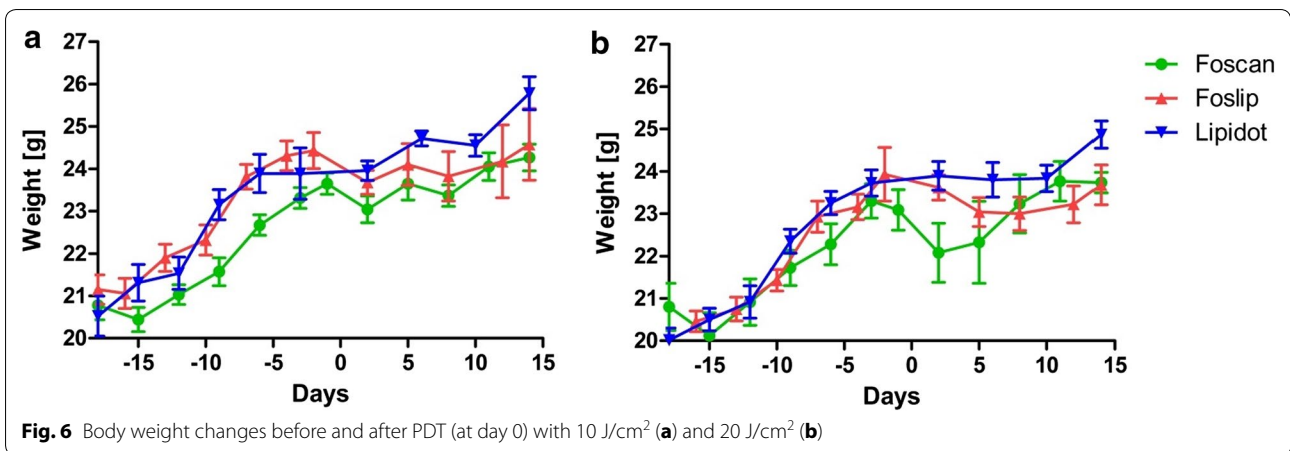 a
27
26
25
24
23
22
21
20
Weight [g]
-15 -10 -5 0 5 10 15
Days
b
27
26
25
24
23
22
21
20
Weight [g]
-15 -10 -5 0 5 10 15
Days
Foscan
Foslip
Lipidot
Fig. 6 Body weight changes before and after PDT (at day 0) with 10 J/cm² (a) and 20 J/cm² (b)